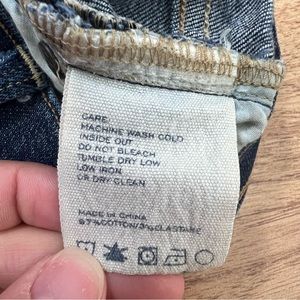 CARE:
MACHINE WASH COLD
INSIDE OUT
DO NOT BLEACH
TUMBLE DRY LOW
LOW IRON
OR DRY CLEAN
MADE IN CHINA
97%COTTON/3%ELASTANE